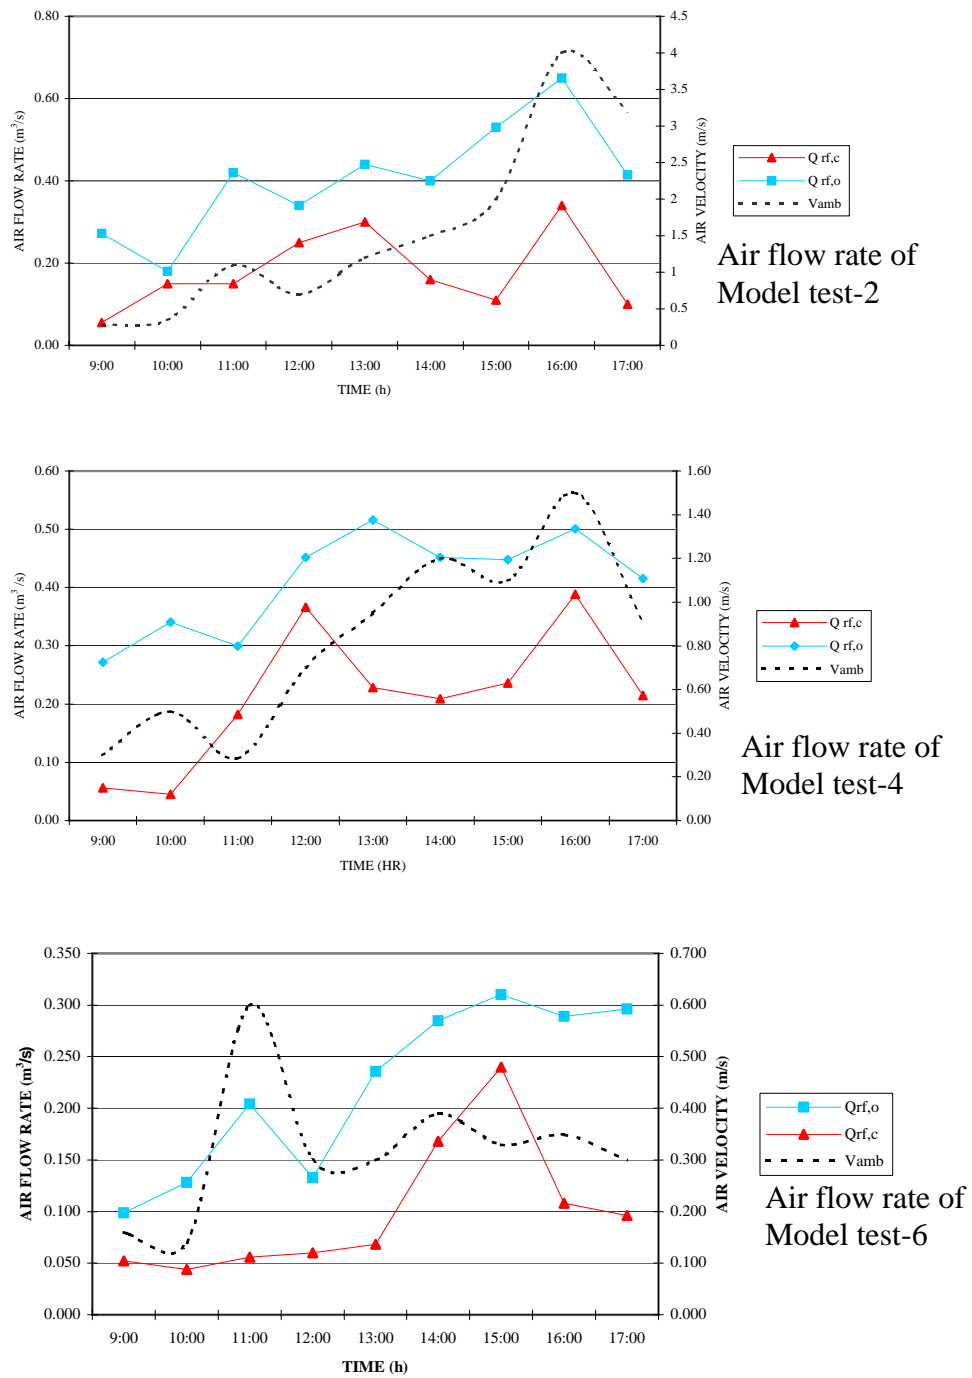 0.80
0.60
0.40
0.20
0.00
AIR FLOW RATE (m³/s)
4.5
4
3.5
3
2.5
2
1.5
1
0.5
0
AIR VELOCITY (m/s)
9:00 10:00 11:00 12:00 13:00 14:00 15:00 16:00 17:00
TIME (h)
Q rf,c
Q rf,o
Vamb
Air flow rate of
Model test-2
0.60
0.50
0.40
0.30
0.20
0.10
0.00
AIR FLOW RATE (m³ /s)
1.60
1.40
1.20
1.00
0.80
0.60
0.40
0.20
0.00
AIR VELOCITY (m/s)
9:00 10:00 11:00 12:00 13:00 14:00 15:00 16:00 17:00
TIME (HR)
Q rf,c
Q rf,o
Vamb
Air flow rate of
Model test-4
0.350
0.300
0.250
0.200
0.150
0.100
0.050
0.000
AIR FLOW RATE (m³/s)
0.700
0.600
0.500
0.400
0.300
0.200
0.100
0.000
AIR VELOCITY (m/s)
9:00 10:00 11:00 12:00 13:00 14:00 15:00 16:00 17:00
TIME (h)
Qrf,o
Qrf,c
Vamb
Air flow rate of
Model test-6